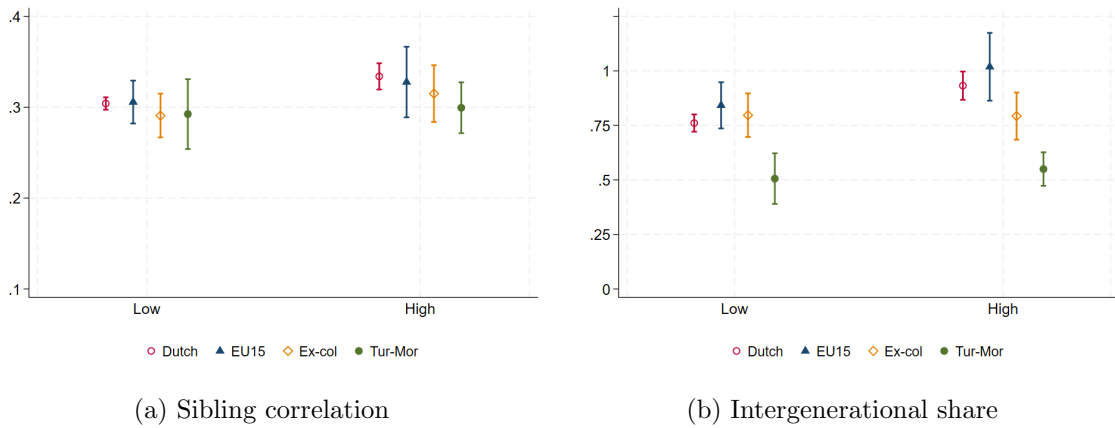 .4
.3
.2
.1
Low High
Dutch EU15 Ex-col Tur-Mor
(a) Sibling correlation
1
.75
.5
.25
0
Low High
Dutch EU15 Ex-col Tur-Mor
(b) Intergenerational share